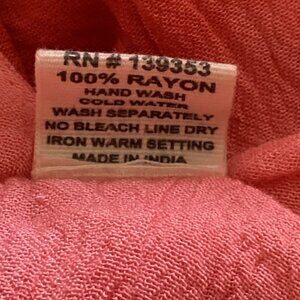 RN # 139353
100% RAYON
HAND WASH
COLD WATER
WASH SEPARATELY
NO BLEACH LINE DRY
IRON WARM SETTING
MADE IN INDIA